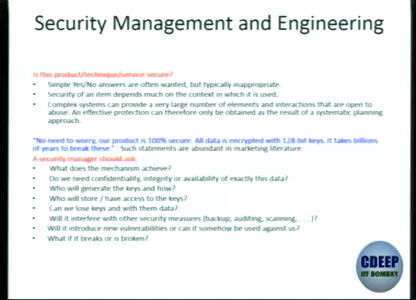 Security Management and Engineering
Is this product/technique/service secure?
• Simple Yes/No answers are often wanted, but typically inappropriate.
• Security of an item depends much on the context in which it is used.
• Complex systems can provide a very large number of elements and interactions that are open to
abuse. An effective protection can therefore only be obtained as the result of a systematic planning
approach.
"No need to worry, our product is 100% secure. All data is encrypted with 128-bit keys. It takes billions
of years to break these." Such statements are abundant in marketing literature.
A security manager should ask:
• What does the mechanism achieve?
• Do we need confidentiality, integrity or availability of exactly this data?
• Who will generate the keys and how?
• Who will store / have access to the keys?
• Can we lose keys and with them data?
• Will it interfere with other security measures (backup, auditing, scanning, . . . .)?
• Will it introduce new vulnerabilities or can it somehow be used against us?
• What if it breaks or is broken?
CDEEP
IIT BOMBAY